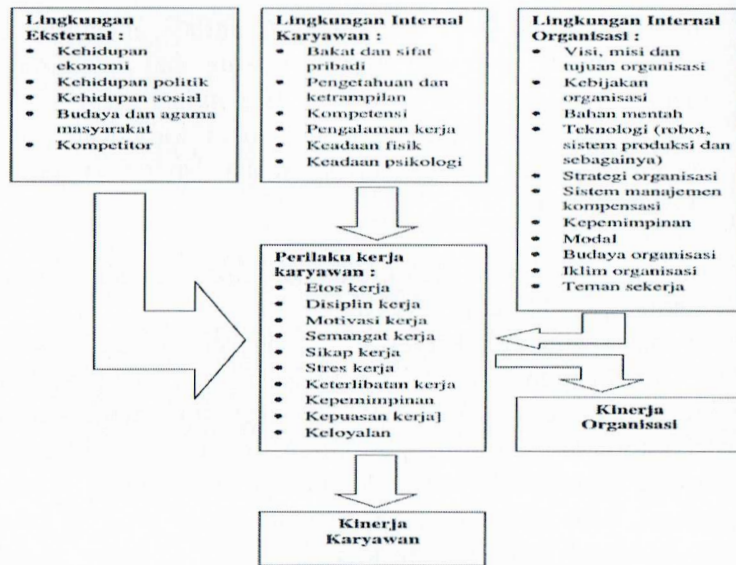 Lingkungan
Eksternal :
• Kehidupan
ekonomi
• Kehidupan politik
• Kehidupan sosial
• Budaya dan agama
masyarakat
• Kompetitor
Lingkungan Internal
Karyawan :
• Bakat dan sifat
pribadi
• Pengetahuan dan
ketrampilan
• Kompetensi
• Pengalaman kerja
• Keadaan fisik
• Keadaan psikologi
Lingkungan Internal
Organisasi :
• Visi, misi dan
tujuan organisasi
• Kebijakan
organisasi
• Bahan mentah
• Teknologi (robot,
sistem produksi dan
sebagainya)
• Strategi organisasi
• Sistem manajemen
kompensasi
• Kepemimpinan
• Modal
• Budaya organisasi
• Iklim organisasi
• Teman sekerja
Perilaku kerja
karyawan :
• Etos kerja
• Disiplin kerja
• Motivasi kerja
• Semangat kerja
• Sikap kerja
• Stres kerja
• Keterlibatan kerja
• Kepemimpinan
• Kepuasan kerja]
• Keloyalan
Kinerja
Organisasi
Kinerja
Karyawan